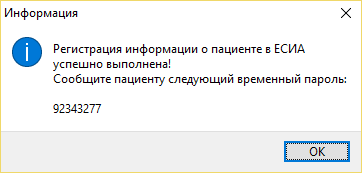 Информация
Регистрация информации о пациенте в ЕСИА
успешно выполнена!
Сообщите пациенту следующий временный пароль:
92343277
OK